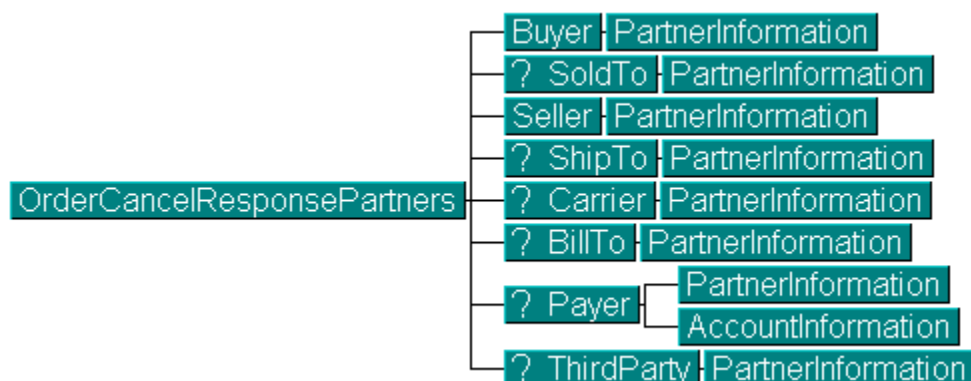 Buyer PartnerInformation
? SoldTo PartnerInformation
Seller PartnerInformation
? ShipTo PartnerInformation
OrderCancelResponsePartners ? Carrier PartnerInformation
? BillTo PartnerInformation
PartnerInformation
? Payer
AccountInformation
? ThirdParty PartnerInformation